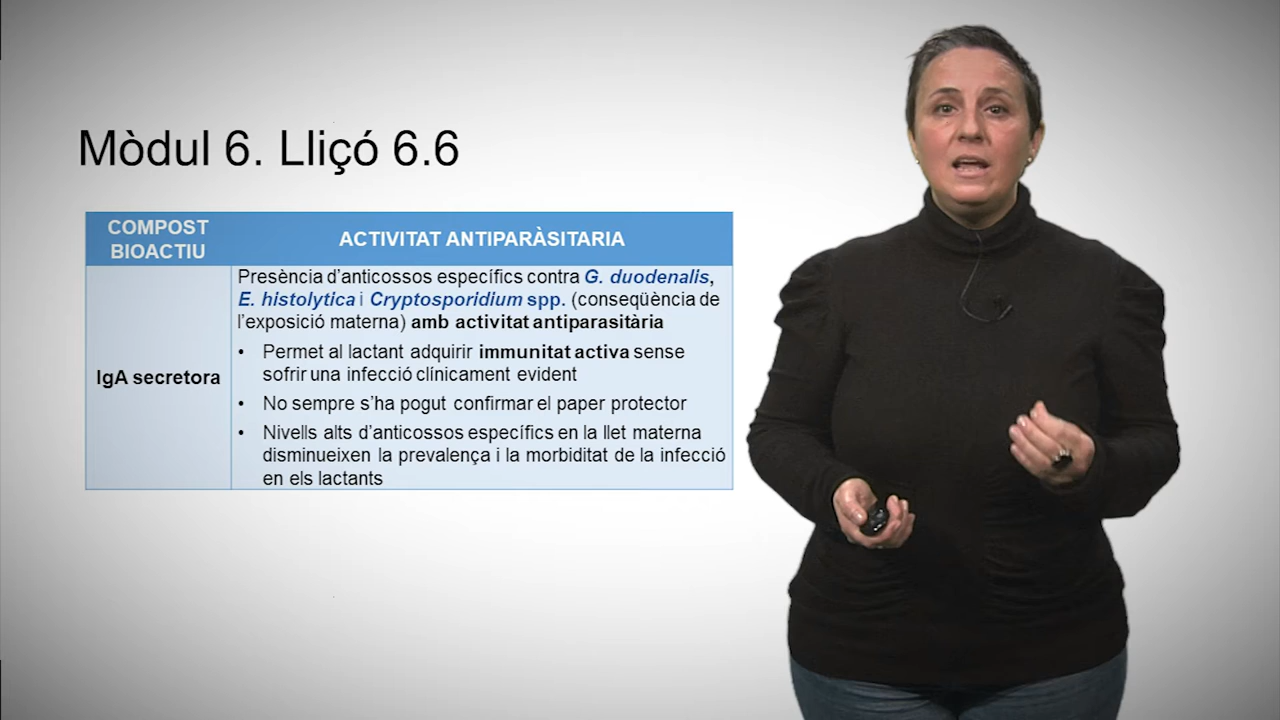 Mòdul 6. Lliçó 6.6
COMPOST
BIOACTIU
ACTIVITAT ANTIPARÀSITARIA
IgA secretora
Presència d'anticossos específics contra G. duodenalis,
E. histolytica i Cryptosporidium spp. (conseqüència de
l'exposició materna) amb activitat antiparasitària
• Permet al lactant adquirir immunitat activa sense
sofrir una infecció clínicament evident
• No sempre s'ha pogut confirmar el paper protector
• Nivells alts d'anticossos específics en la llet materna
disminueixen la prevalença i la morbiditat de la infecció
en els lactants